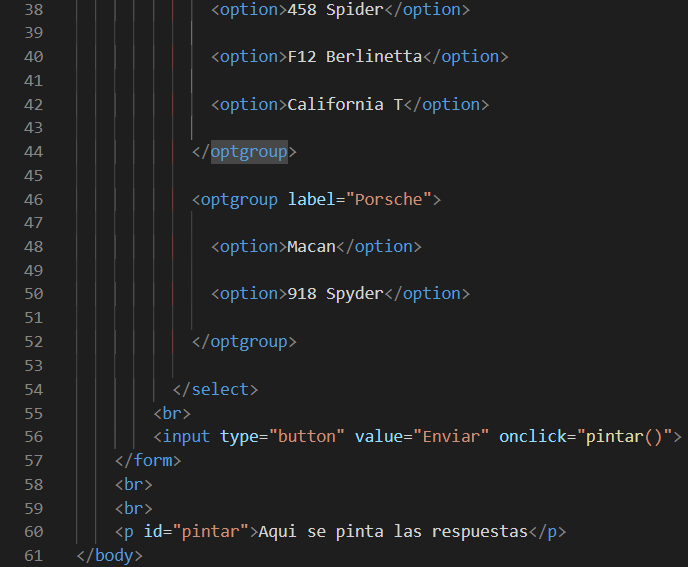 38 <option>458 Spider</option>
39
40 <option>F12 Berlinetta</option>
41
42 <option>California T</option>
43
44 </optgroup>
45
46 <optgroup label="Porsche">
47
48 <option>Macan</option>
49
50 <option>918 Spyder</option>
51
52 </optgroup>
53
54 </select>
55 <br>
56 <input type="button" value="Enviar" onclick="pintar()">
57 </form>
58 <br>
59 <br>
60 <p id="pintar">Aqui se pinta las respuestas</p>
61 </body>